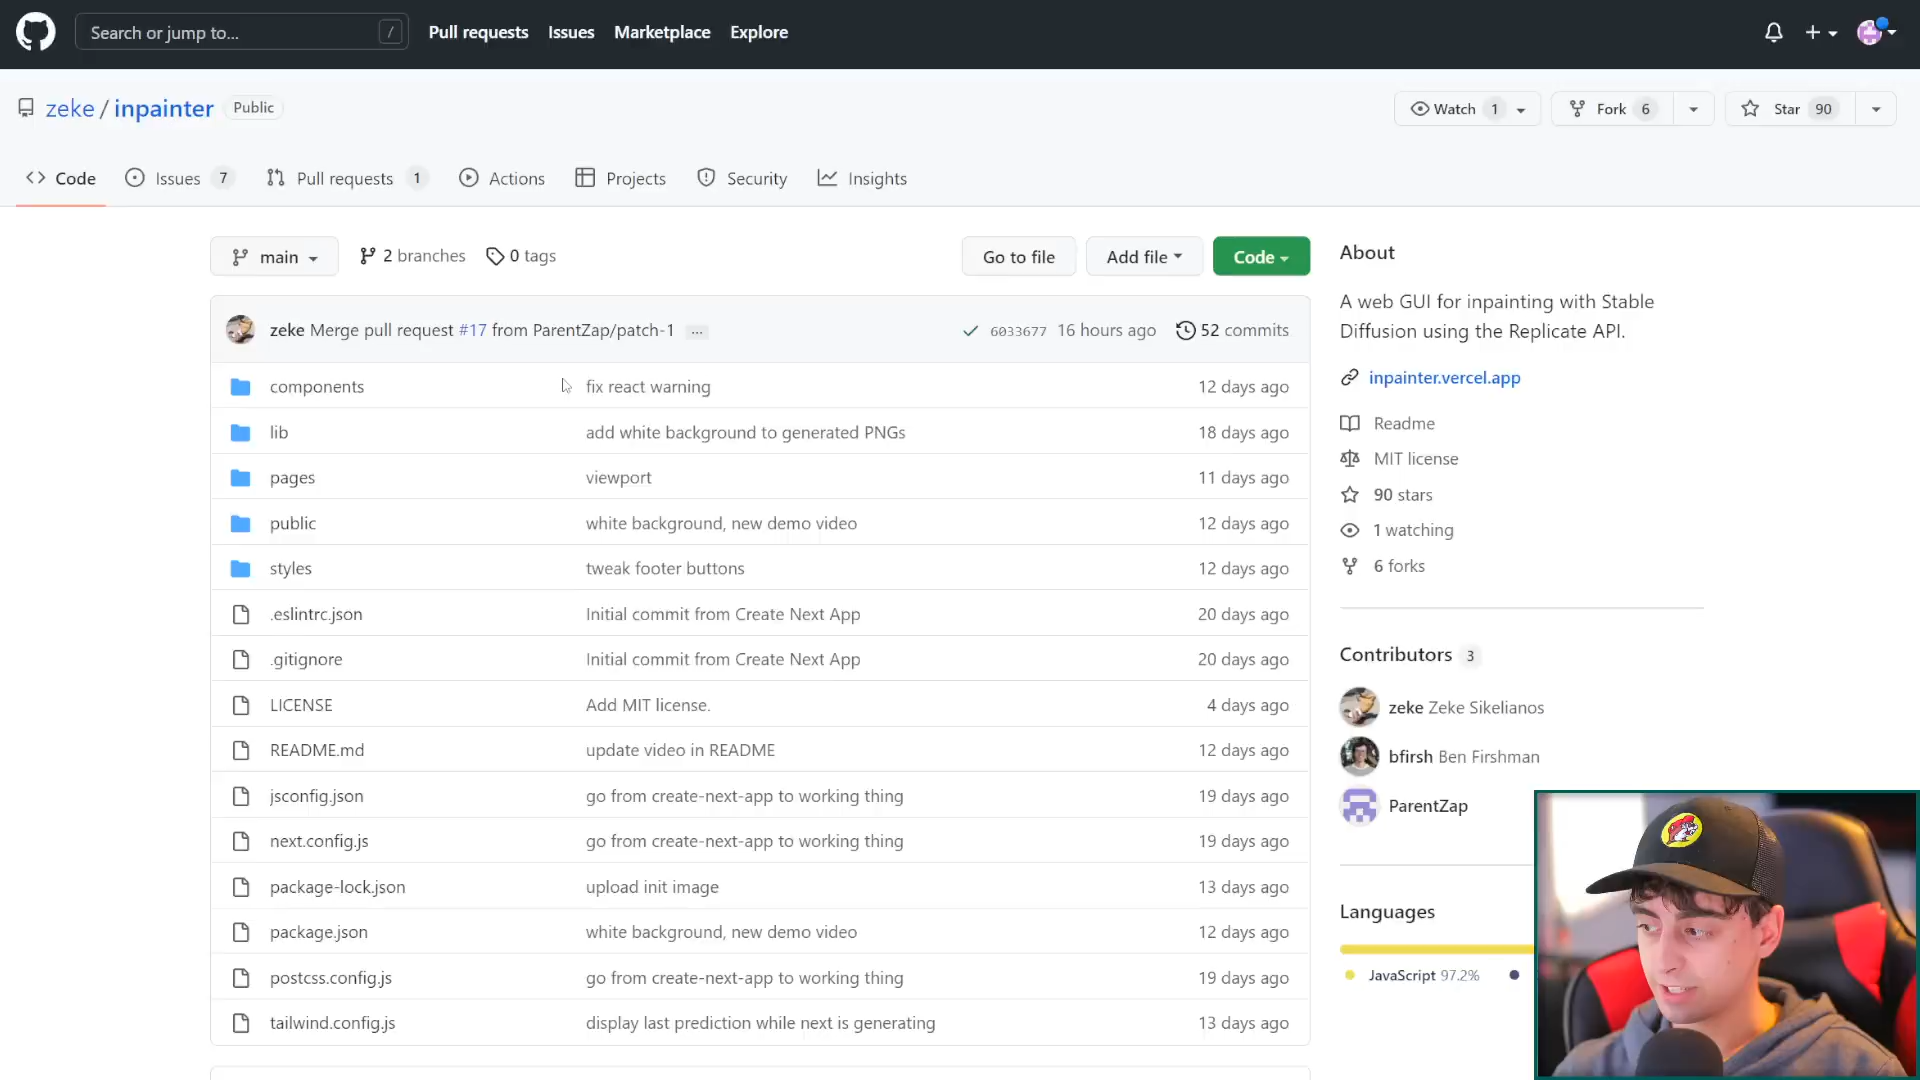 Search or jump to... / Pull requests Issues Marketplace Explore
zeke / inpainter Public Watch 1 Fork 6 Star 90
Code Issues 7 Pull requests 1 Actions Projects Security Insights
main 2 branches 0 tags Go to file Add file Code
zeke Merge pull request #17 from ParentZap/patch-1 ... 6033677 16 hours ago 52 commits
components fix react warning 12 days ago
lib add white background to generated PNGs 18 days ago
pages viewport 11 days ago
public white background, new demo video 12 days ago
styles tweak footer buttons 12 days ago
.eslintrc.json Initial commit from Create Next App 20 days ago
.gitignore Initial commit from Create Next App 20 days ago
LICENSE Add MIT license. 4 days ago
README.md update video in README 12 days ago
jsconfig.json go from create-next-app to working thing 19 days ago
next.config.js go from create-next-app to working thing 19 days ago
package-lock.json upload init image 13 days ago
package.json white background, new demo video 12 days ago
postcss.config.js go from create-next-app to working thing 19 days ago
tailwind.config.js display last prediction while next is generating 13 days ago
About
A web GUI for inpainting with Stable
Diffusion using the Replicate API.
inpainter.vercel.app
Readme
MIT license
90 stars
1 watching
6 forks
Contributors 3
zeke Zeke Sikelianos
bfirsh Ben Firshman
ParentZap
Languages
JavaScript 97.2%